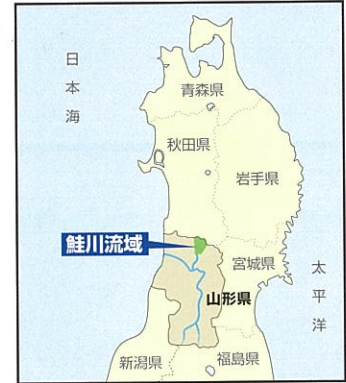 日本海
青森県
秋田県
岩手県
鮭川流域
宮城県
山形県
太平洋
新潟県
福島県